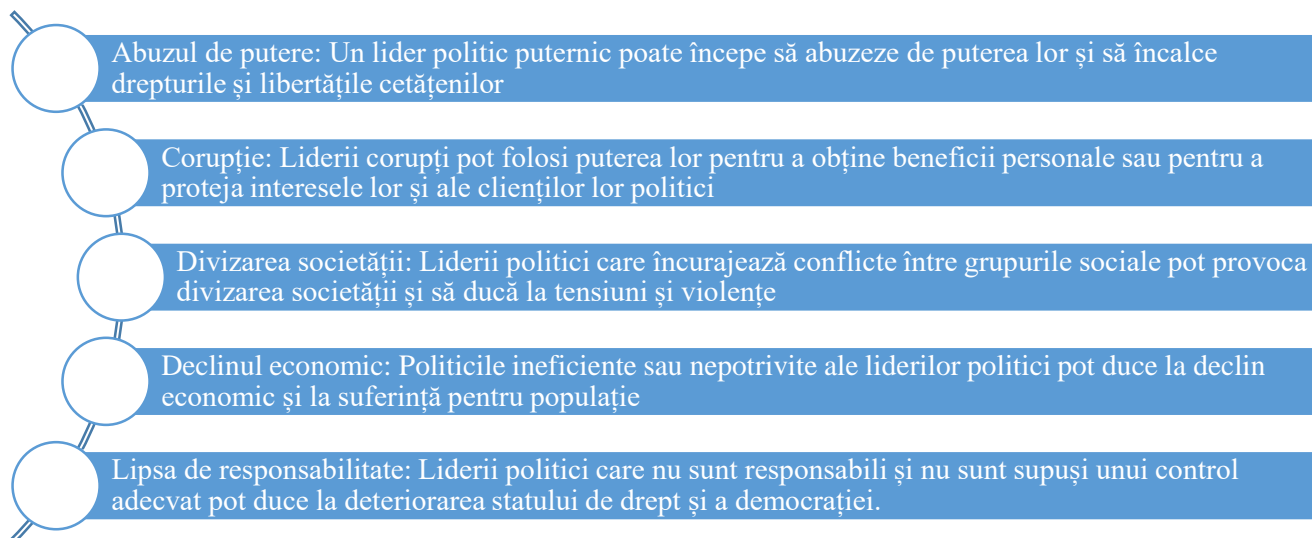 Abuzul de putere: Un lider politic puternic poate începe să abuzeze de puterea lor și să încalce
drepturile și libertățile cetățenilor
Corupție: Liderii corupți pot folosi puterea lor pentru a obține beneficii personale sau pentru a
proteja interesele lor și ale clienților lor politici
Divizarea societății: Liderii politici care încurajează conflicte între grupurile sociale pot provoca
divizarea societății și să ducă la tensiuni și violențe
Declinul economic: Politicile ineficiente sau nepotrivite ale liderilor politici pot duce la declin
economic și la suferință pentru populație
Lipsa de responsabilitate: Liderii politici care nu sunt responsabili și nu sunt supuși unui control
adecvat pot duce la deteriorarea statului de drept și a democrației.